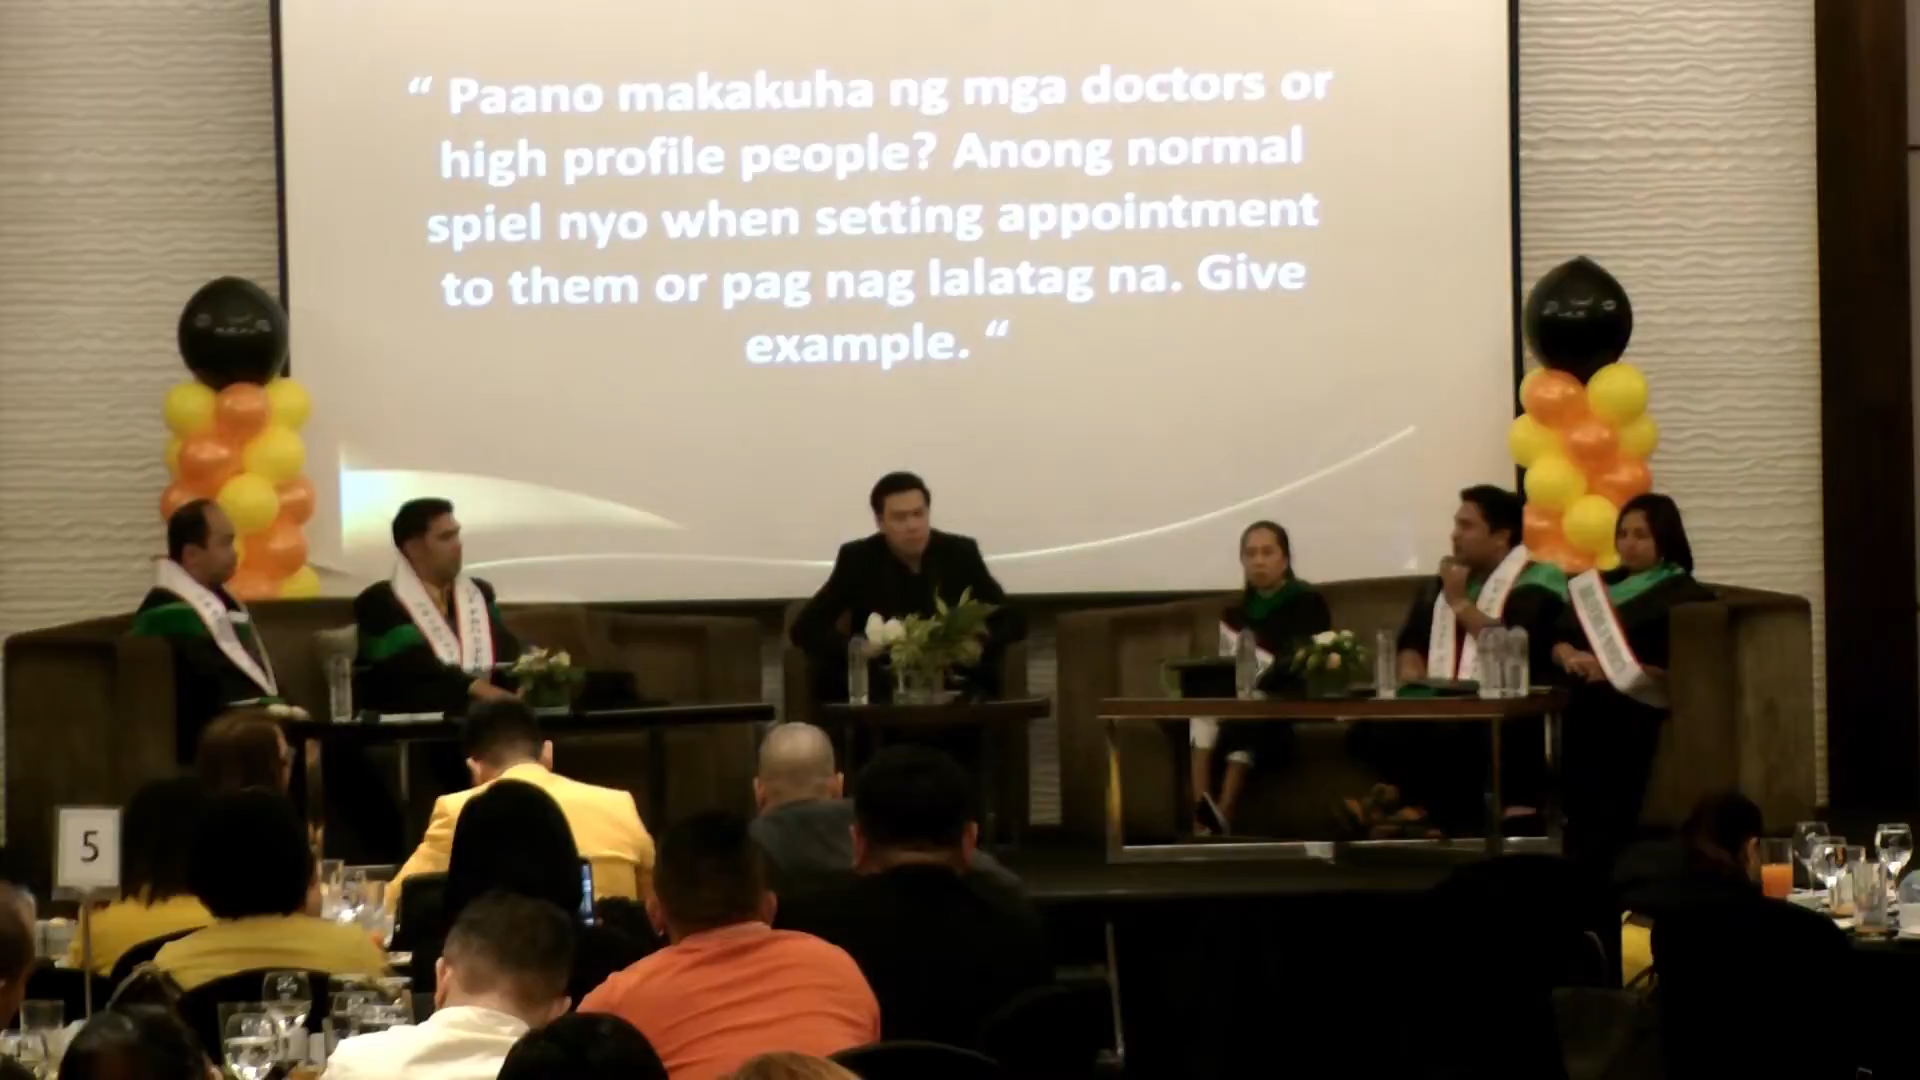 “ Paano makakuha ng mga doctors or
high profile people? Anong normal
spiel nyo when setting appointment
to them or pag nag lalatag na. Give
example. “
5